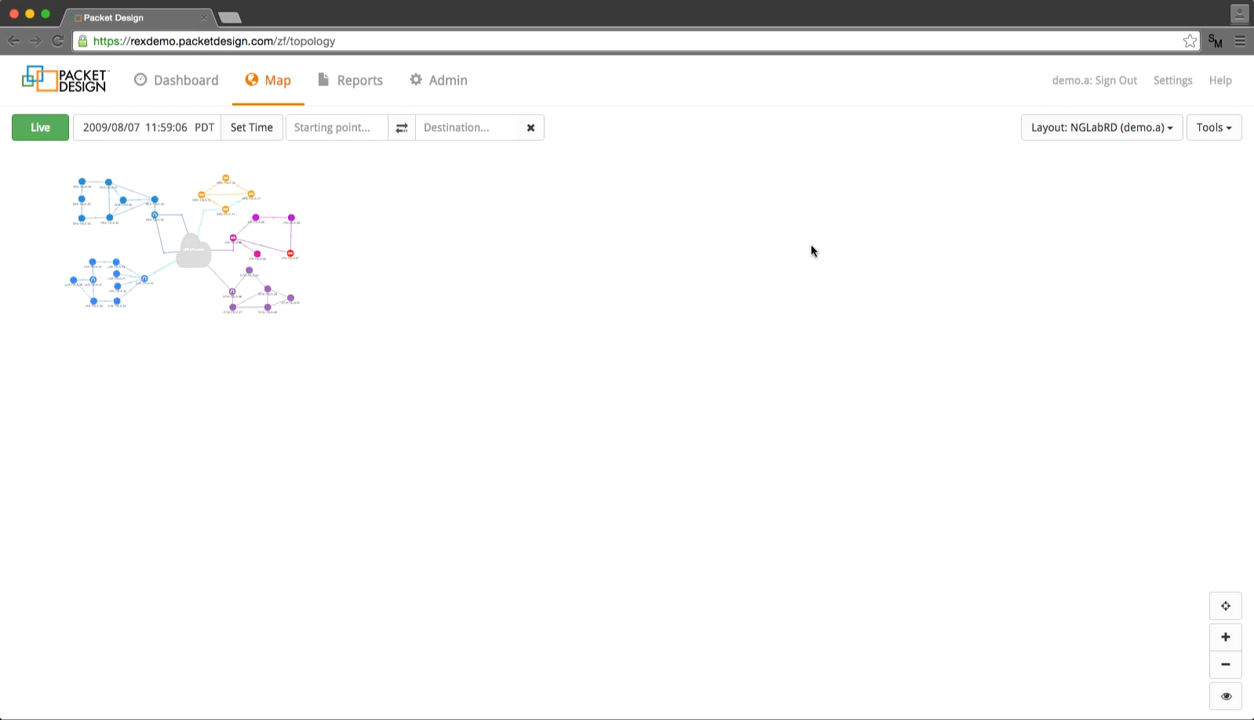 Packet Design
https://rexdemo.packetdesign.com/zf/topology
SM
PACKET DESIGN
Dashboard
Map
Reports
Admin
demo.a: Sign Out
Settings
Help
Live
2009/08/07 11:59:06 PDT
Set Time
Starting point...
Destination...
Layout: NGLabRD (demo.a)
Tools